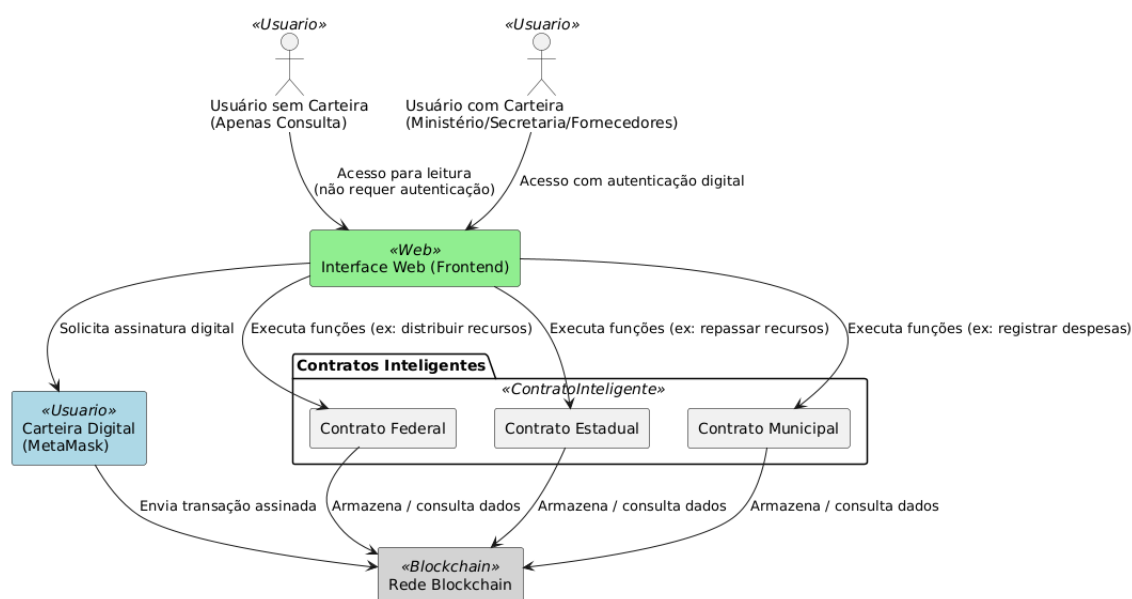 «Usuario»
«Usuario»
Usuário sem Carteira
(Apenas Consulta)
Usuário com Carteira
(Ministério/Secretaria/Fornecedores)
Acesso para leitura
(não requer autenticação)
Acesso com autenticação digital
«Web»
Interface Web (Frontend)
Solicita assinatura digital
Executa funções (ex: distribuir recursos)
Executa funções (ex: repassar recursos)
Executa funções (ex: registrar despesas)
Contratos Inteligentes
«ContratoInteligente»
«Usuario»
Carteira Digital
(MetaMask)
Contrato Federal
Contrato Estadual
Contrato Municipal
Envia transação assinada
Armazena / consulta dados
Armazena / consulta dados
Armazena / consulta dados
«Blockchain»
Rede Blockchain